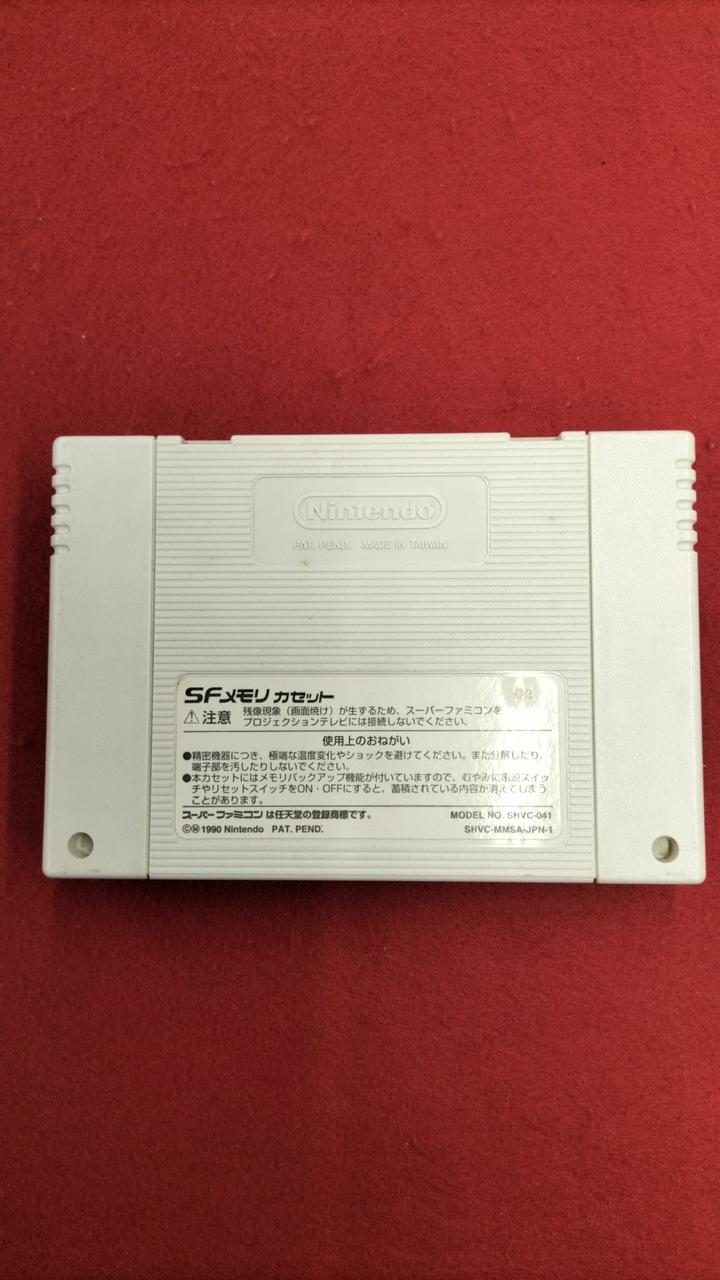 Nintendo
PAT. PEND. MADE IN TAIWAN
SFメモリ カセット
⚠注意 残像現象（画面焼け）が生ずるため、スーパーファミコンを
プロジェクションテレビには接続しないでください。
使用上のおねがい
●精密機器につき、極端な温度変化やショックを避けてください。また分解したり、
端子部を汚したりしないでください。
●本カセットにはメモリバックアップ機能が付いていますので、むやみに電源スイッ
チやリセットスイッチをON・OFFにすると、蓄積されている内容が消えてしまう
ことがあります。
スーパーファミコンは任天堂の登録商標です。 MODEL NO. SHVC-041
ⒸⓂ1990 Nintendo PAT. PEND. SHVC-MMSA-JPN-1